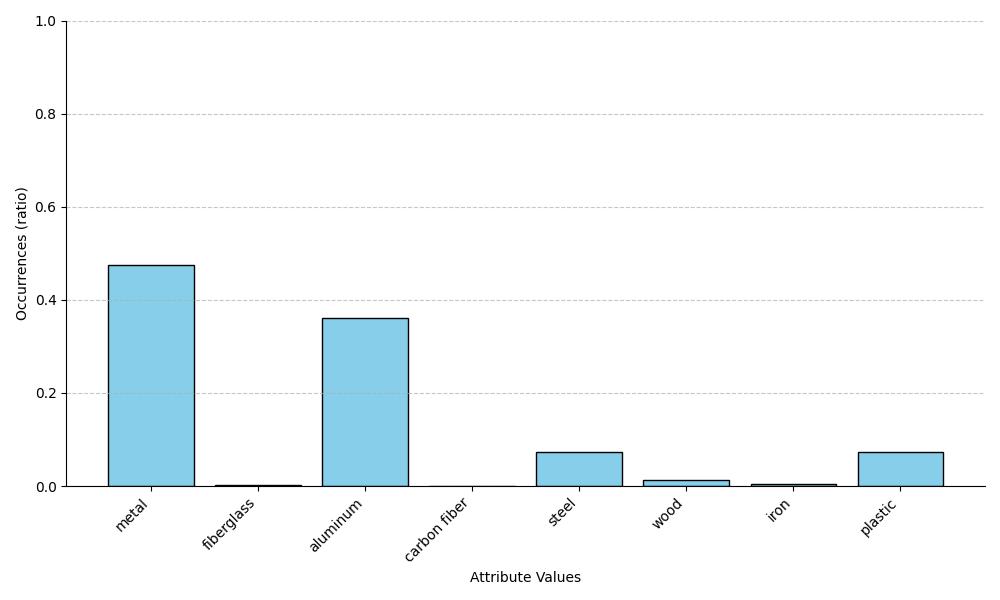 1.0
0.8
0.6
0.4
0.2
0.0
Occurrences (ratio)
metal
fiberglass
aluminum
carbon fiber
steel
wood
iron
plastic
Attribute Values